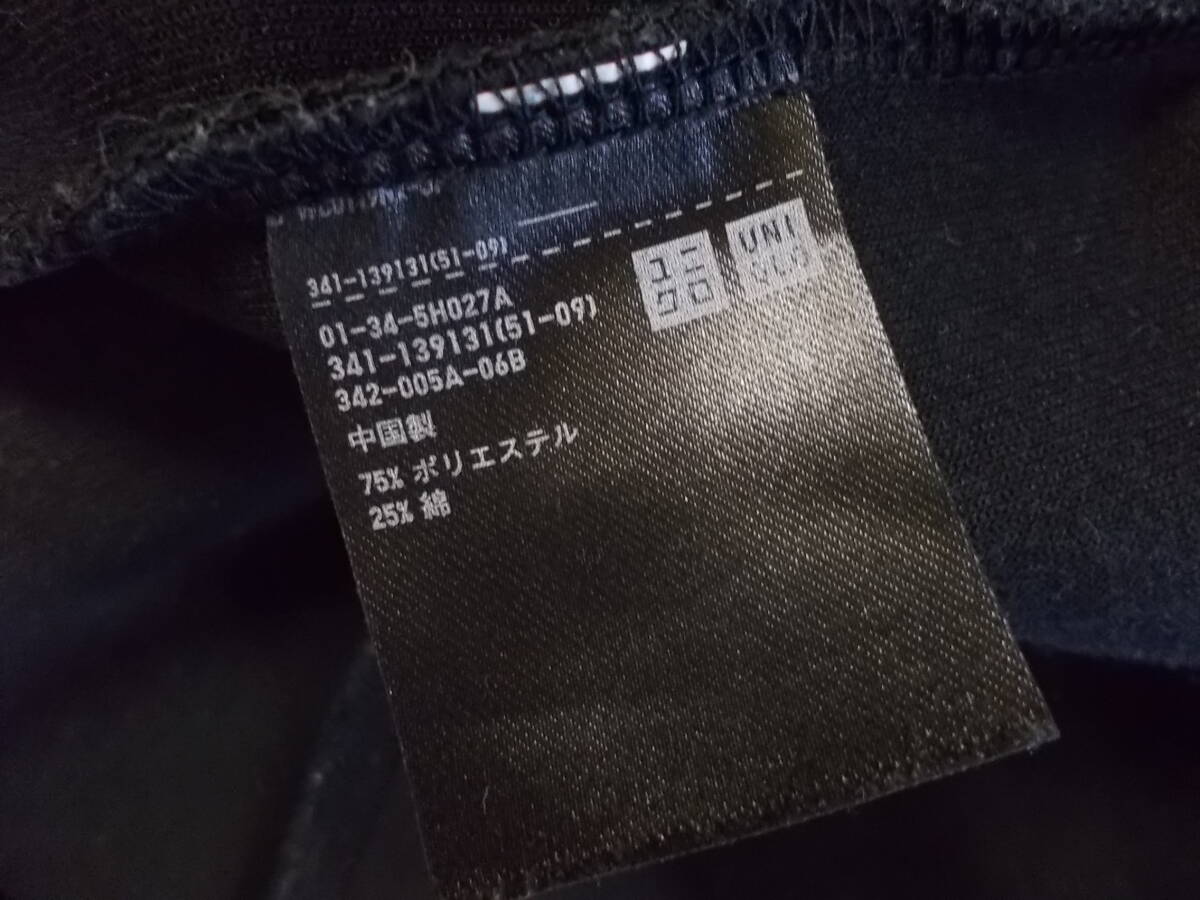 341-139131(51-09)
01-34-5H027A
341-139131(51-09)
342-005A-06B
中国製
75% ポリエステル
25% 綿
ユニ
クロ
UNI
QLO